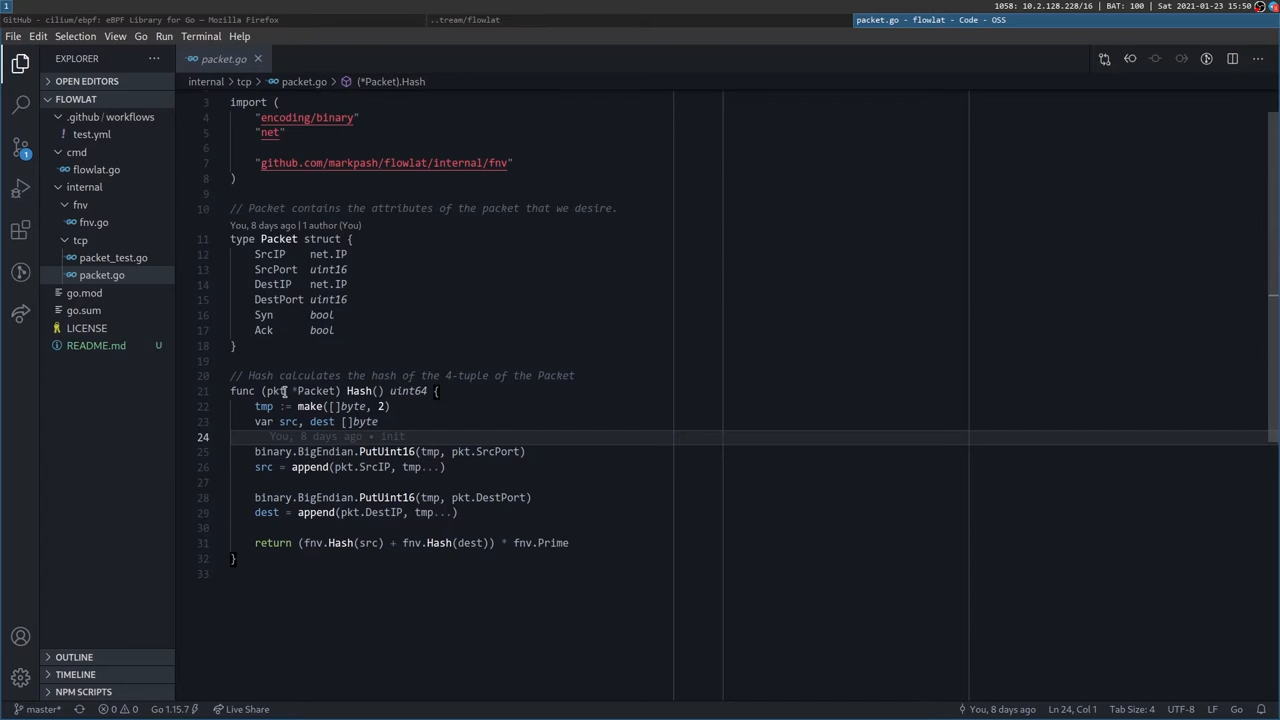 1
1058: 10.2.128.228/16 | BAT: 100 | Sat 2021-01-23 15:50
GitHub - cilium/ebpf: eBPF Library for Go — Mozilla Firefox
..tream/flowlat
packet.go - flowlat - Code - OSS
File Edit Selection View Go Run Terminal Help
EXPLORER
OPEN EDITORS
FLOWLAT
.github / workflows
test.yml
cmd
flowlat.go
internal
fnv
fnv.go
tcp
packet_test.go
packet.go
go.mod
go.sum
LICENSE
README.md U
OUTLINE
TIMELINE
NPM SCRIPTS
1
packet.go
internal > tcp > packet.go > (*Packet).Hash
3 import (
4 "encoding/binary"
5 "net"
6
7 "github.com/markpash/flowlat/internal/fnv"
8 )
9
10 // Packet contains the attributes of the packet that we desire.
You, 8 days ago | 1 author (You)
11 type Packet struct {
12 SrcIP net.IP
13 SrcPort uint16
14 DestIP net.IP
15 DestPort uint16
16 Syn bool
17 Ack bool
18 }
19
20 // Hash calculates the hash of the 4-tuple of the Packet
21 func (pkt *Packet) Hash() uint64 {
22 tmp := make([]byte, 2)
23 var src, dest []byte
24 You, 8 days ago • init
25 binary.BigEndian.PutUint16(tmp, pkt.SrcPort)
26 src = append(pkt.SrcIP, tmp...)
27
28 binary.BigEndian.PutUint16(tmp, pkt.DestPort)
29 dest = append(pkt.DestIP, tmp...)
30
31 return (fnv.Hash(src) + fnv.Hash(dest)) * fnv.Prime
32 }
33
master* 0 0 Go 1.15.7 Live Share
You, 8 days ago Ln 24, Col 1 Tab Size: 4 UTF-8 LF Go